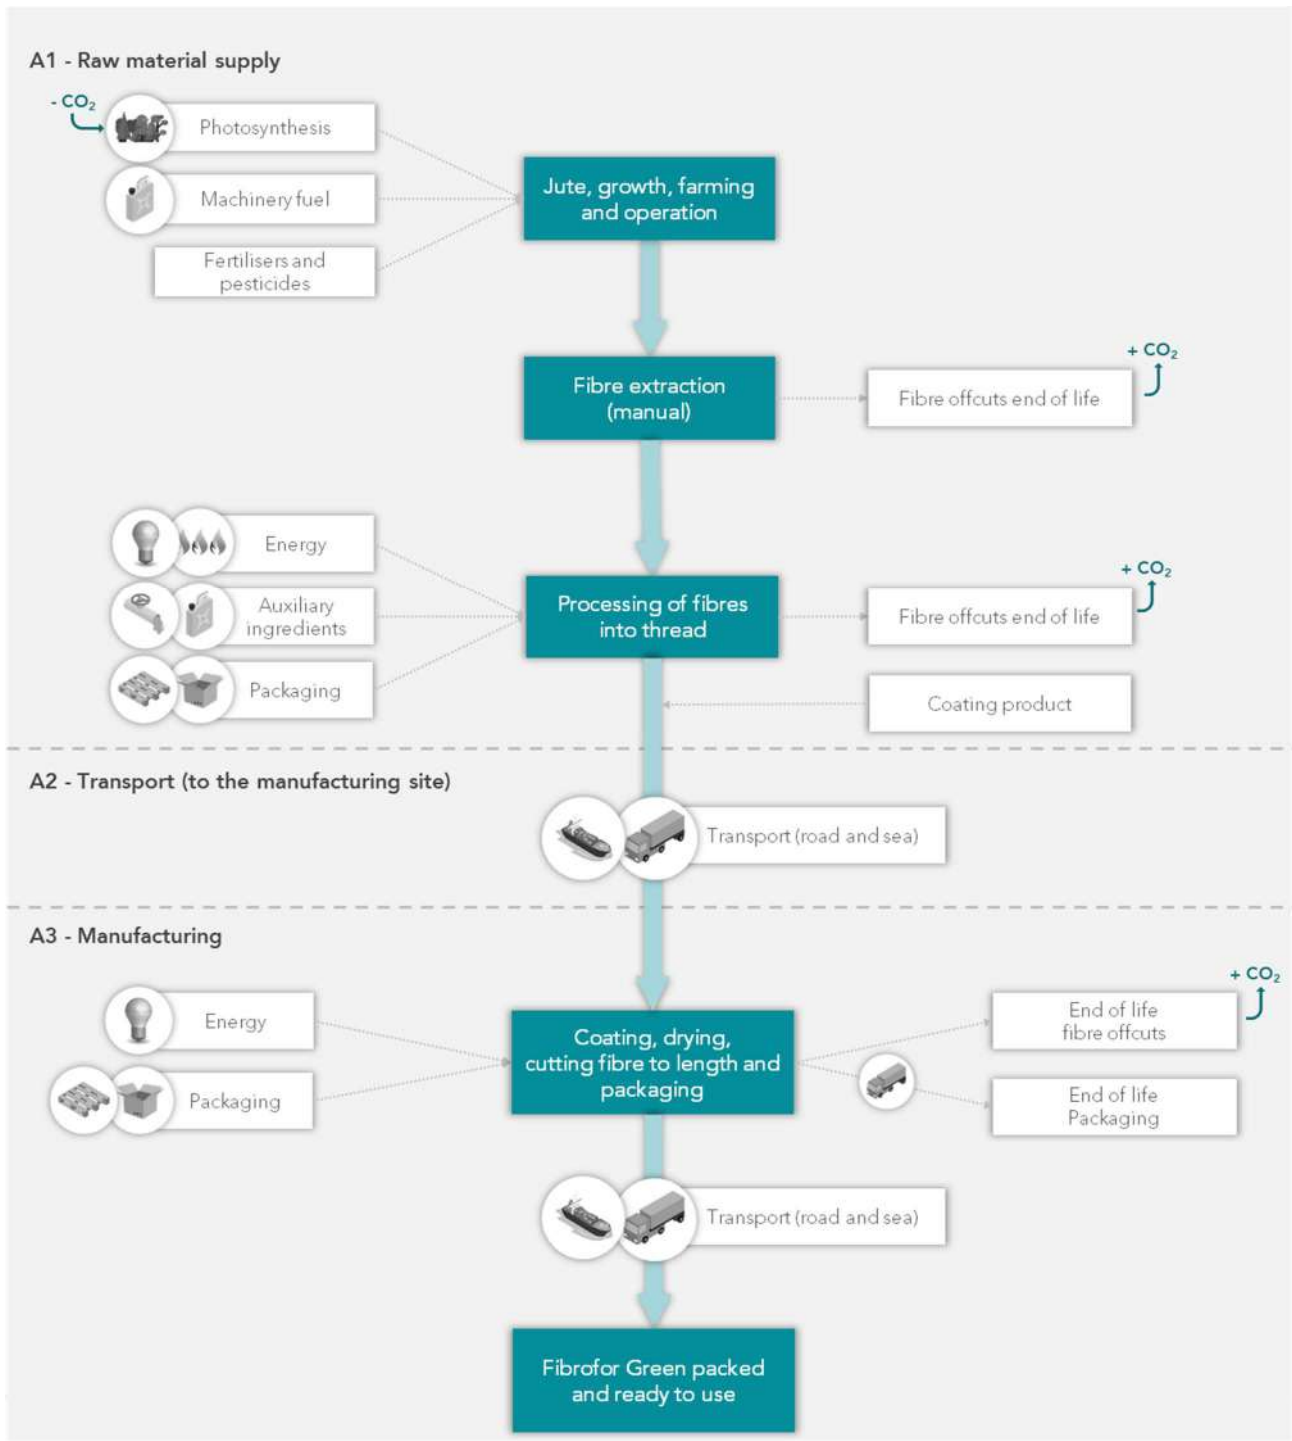 A1 - Raw material supply
- CO₂
Photosynthesis
Machinery fuel
Fertilisers and
pesticides
Jute, growth, farming
and operation
Fibre extraction
(manual)
+ CO₂
Fibre offcuts end of life
Energy
Auxiliary
ingredients
Packaging
Processing of fibres
into thread
+ CO₂
Fibre offcuts end of life
Coating product
A2 - Transport (to the manufacturing site)
Transport (road and sea)
A3 - Manufacturing
Energy
Packaging
Coating, drying,
cutting fibre to length and
packaging
+ CO₂
End of life
fibre offcuts
End of life
Packaging
Transport (road and sea)
Fibrofor Green packed
and ready to use